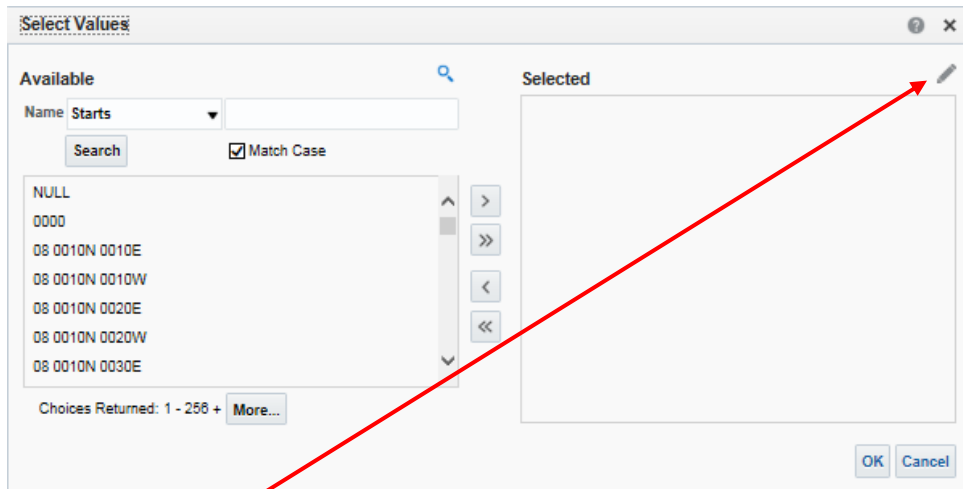 Select Values
Available
Name Starts
Search
Match Case
NULL
0000
08 0010N 0010E
08 0010N 0010W
08 0010N 0020E
08 0010N 0020W
08 0010N 0030E
Choices Returned: 1 - 256 + More...
Selected
OK Cancel